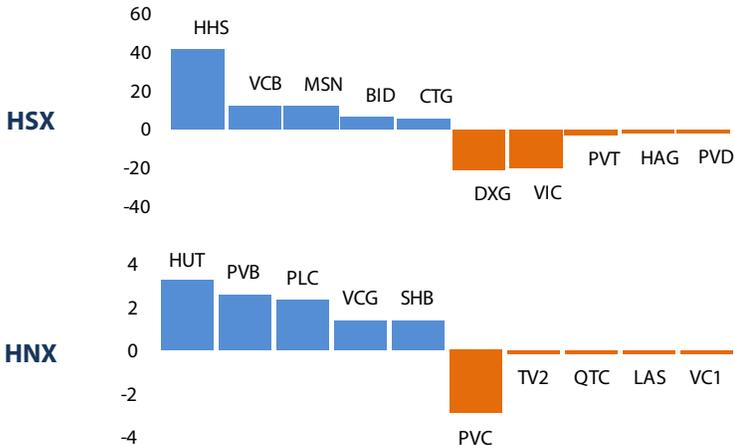 60
HHS
40
VCB MSN
20
BID CTG
HSX
0
PVT HAG PVD
-20
DXG VIC
-40
4
HUT
PVB PLC
VCG SHB
2
HNX
0
TV2 QTC LAS VC1
-2
-4
PVC